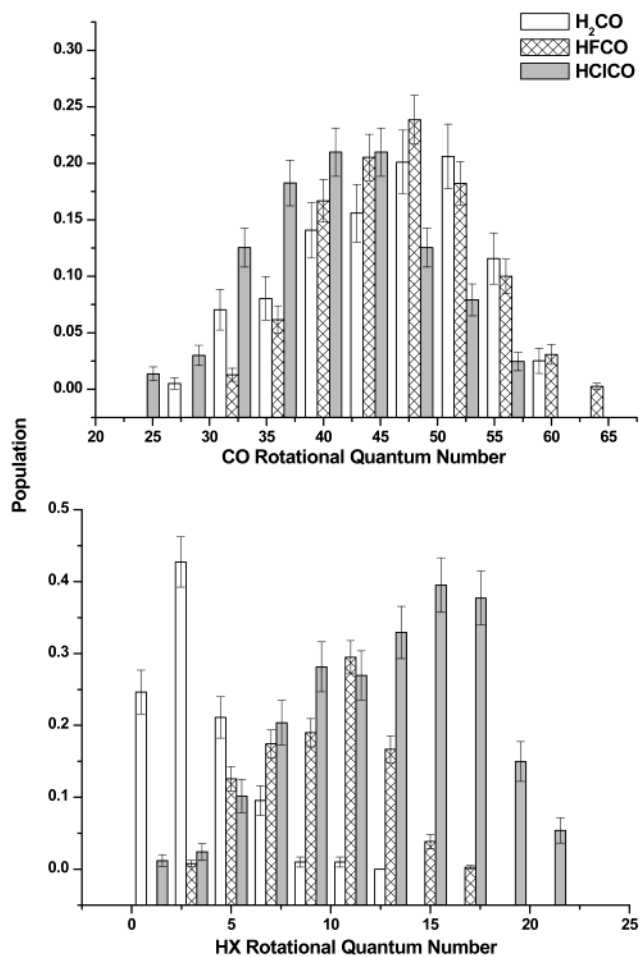 H2CO
HFCO
HClCO
0.30
0.25
0.20
0.15
0.10
0.05
0.00
20 25 30 35 40 45 50 55 60 65
CO Rotational Quantum Number
Population
0.5
0.4
0.3
0.2
0.1
0.0
0 5 10 15 20 25
HX Rotational Quantum Number